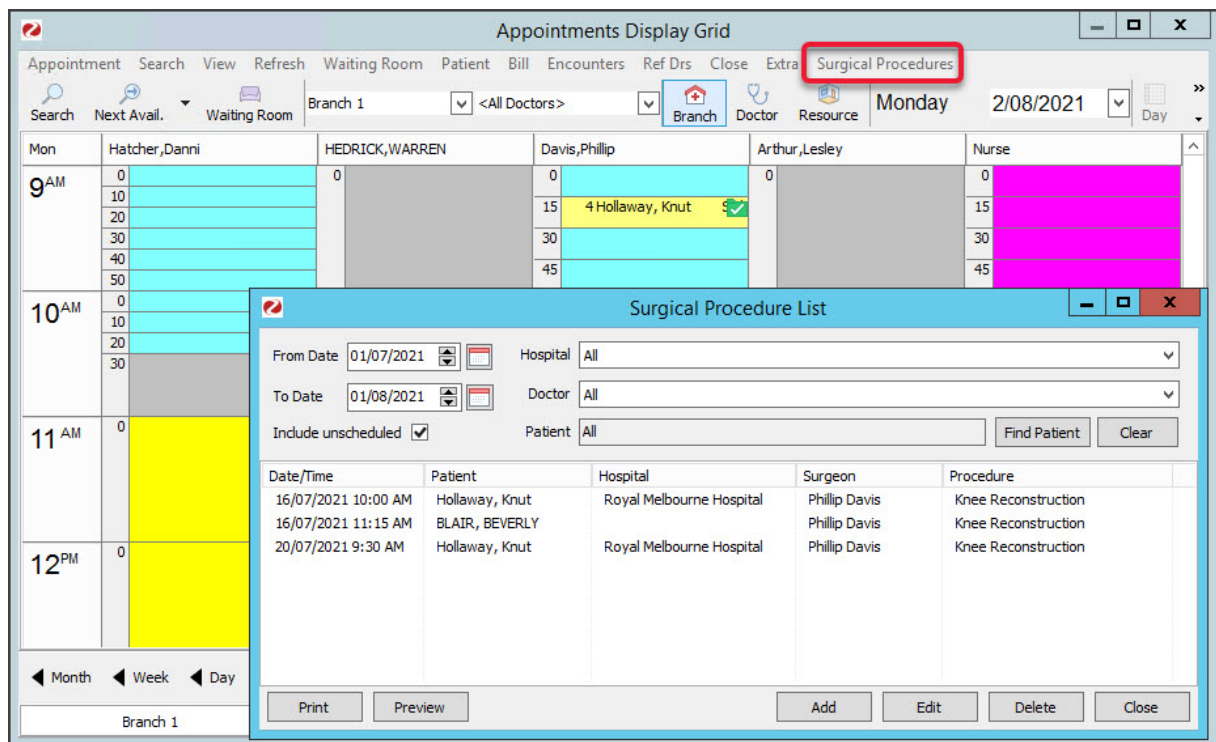 Appointments Display Grid
Appointment Search View Refresh Waiting Room Patient Bill Encounters Ref Drs Close Extra Surgical Procedures
Search Next Avail. Waiting Room Branch 1 <All Doctors> Branch Doctor Resource Monday 2/08/2021 Day »
Mon Hatcher,Danni HEDRICK,WARREN Davis,Phillip Arthur,Lesley Nurse
9 AM 0 0 0 0 0
10
15 4 Hollaway, Knut 15
20
30 30 30
40
45 45
50
10 AM 0
10
20
30
11 AM 0
12 PM 0
Month Week Day
Branch 1
Surgical Procedure List
From Date 01/07/2021 Hospital All
To Date 01/08/2021 Doctor All
Include unscheduled Patient All Find Patient Clear
Date/Time Patient Hospital Surgeon Procedure
16/07/2021 10:00 AM Hollaway, Knut Royal Melbourne Hospital Phillip Davis Knee Reconstruction
16/07/2021 11:15 AM BLAIR, BEVERLY Phillip Davis Knee Reconstruction
20/07/2021 9:30 AM Hollaway, Knut Royal Melbourne Hospital Phillip Davis Knee Reconstruction
Print Preview Add Edit Delete Close